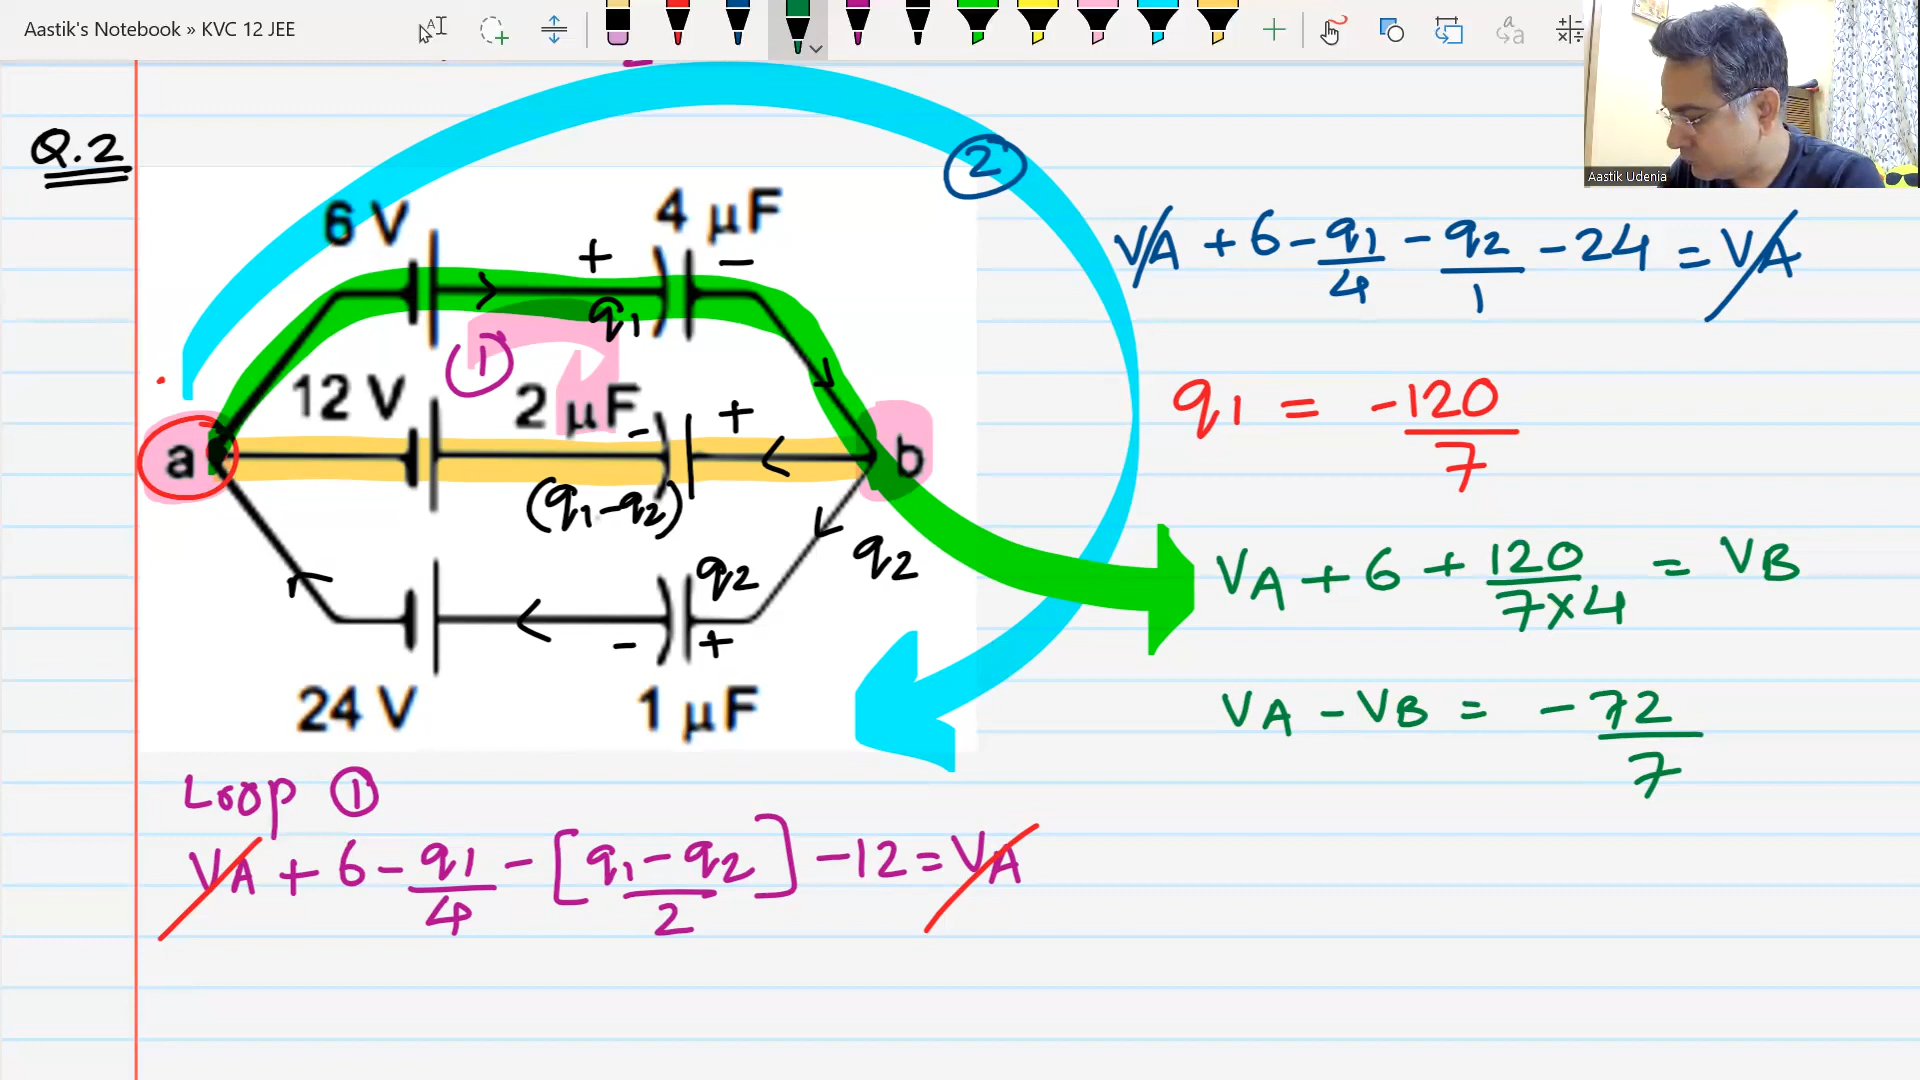 Aastik's Notebook » KVC 12 JEE
Aastik Udenia
Q.2
6 V
4 μF
+
−
q1
①
②
12 V
2 μF
−
+
a
b
(q1−q2)
q2
q2
−
+
24 V
1 μF
VA + 6 − q1/4 − q2/1 − 24 = VA
q1 = −120/7
VA + 6 + 120/7×4 = VB
VA − VB = −72/7
Loop ①
VA + 6 − q1/4 − [q1−q2/2] − 12 = VA